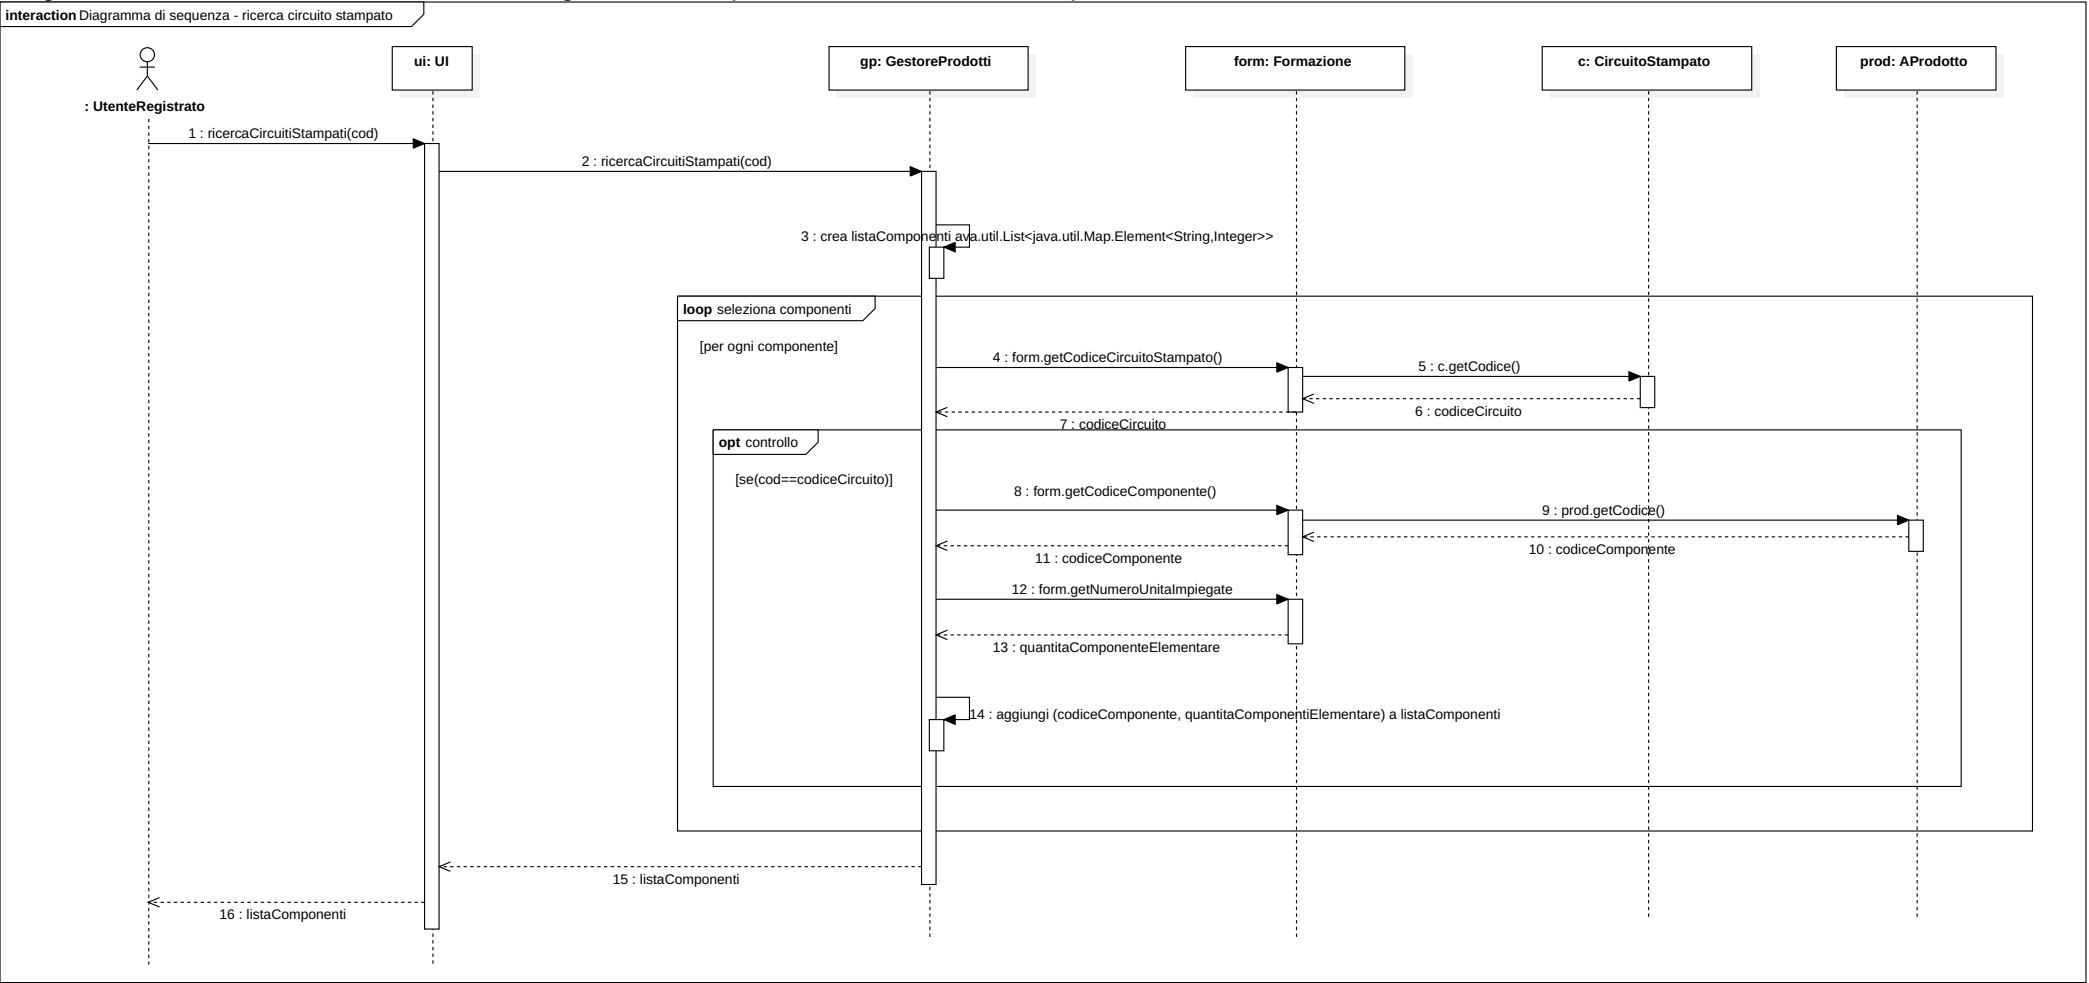 interaction Diagramma di sequenza - ricerca circuito stampato
: UtenteRegistrato
ui: UI
gp: GestoreProdotti
form: Formazione
c: CircuitoStampato
prod: AProdotto
1 : ricercaCircuitiStampati(cod)
2 : ricercaCircuitiStampati(cod)
3 : crea listaComponenti ava.util.List<java.util.Map.Element<String,Integer>>
loop seleziona componenti
[per ogni componente]
4 : form.getCodiceCircuitoStampato()
5 : c.getCodice()
6 : codiceCircuito
7 : codiceCircuito
opt controllo
[se(cod==codiceCircuito)]
8 : form.getCodiceComponente()
9 : prod.getCodice()
10 : codiceComponente
11 : codiceComponente
12 : form.getNumeroUnitaImpiegate
13 : quantitaComponenteElementare
14 : aggiungi (codiceComponente, quantitaComponentiElementare) a listaComponenti
15 : listaComponenti
16 : listaComponenti